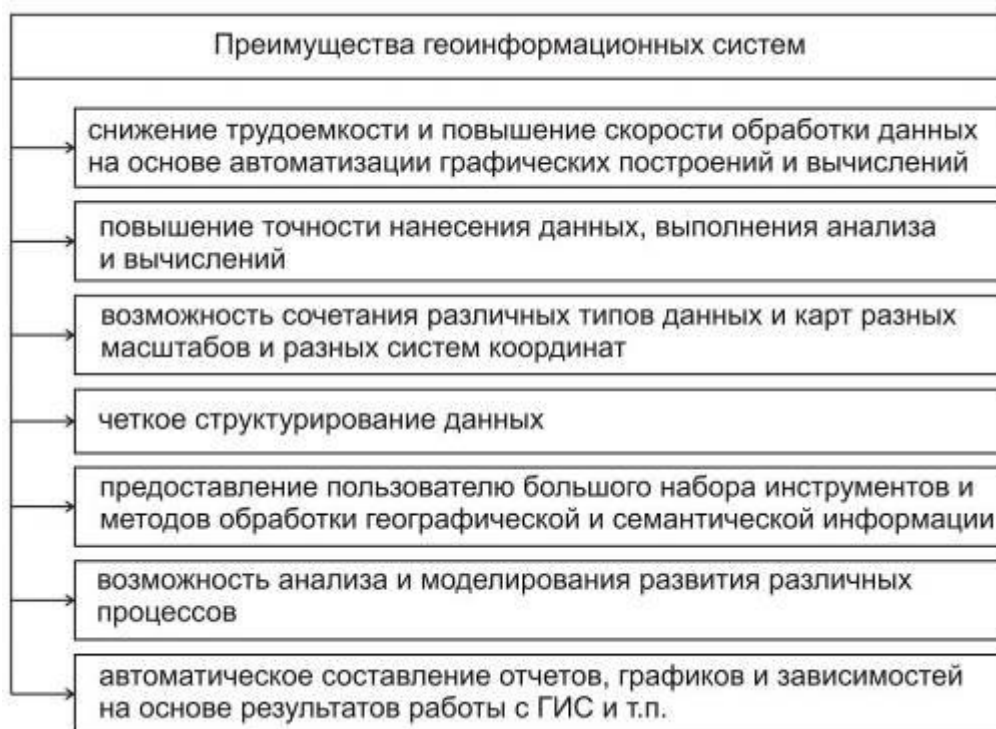 Преимущества геоинформационных систем
снижение трудоемкости и повышение скорости обработки данных
на основе автоматизации графических построений и вычислений
повышение точности нанесения данных, выполнения анализа
и вычислений
возможность сочетания различных типов данных и карт разных
масштабов и разных систем координат
четкое структурирование данных
предоставление пользователю большого набора инструментов и
методов обработки географической и семантической информации
возможность анализа и моделирования развития различных
процессов
автоматическое составление отчетов, графиков и зависимостей
на основе результатов работы с ГИС и т.п.